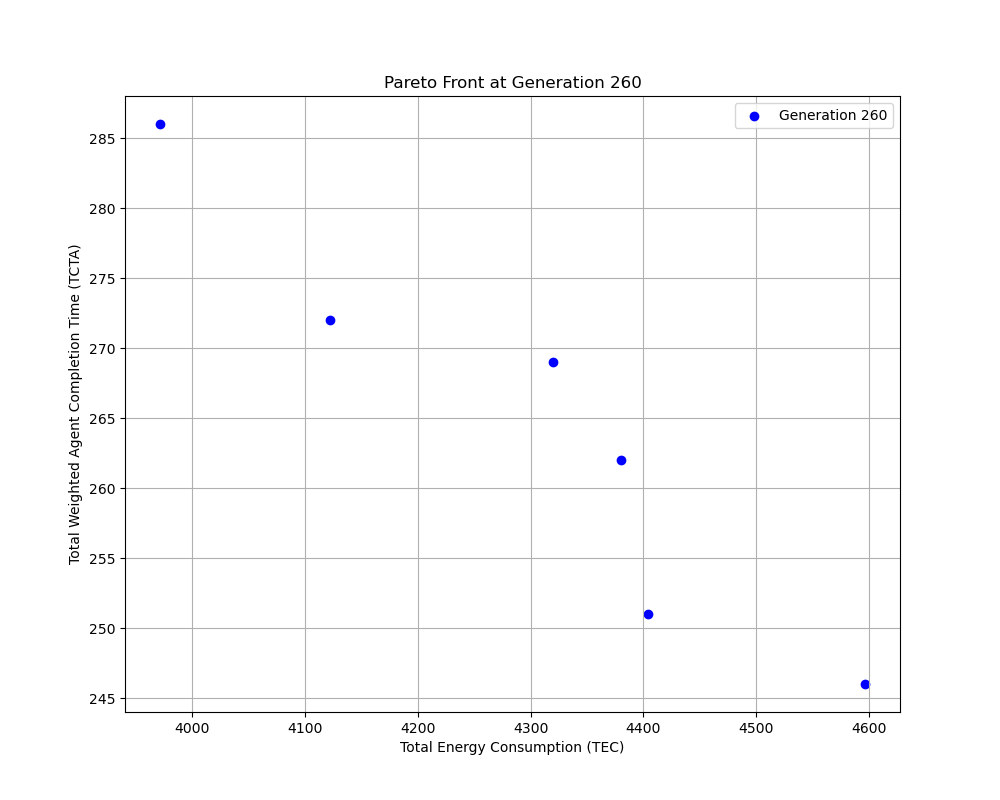 Pareto Front at Generation 260
Generation 260
285
280
275
270
265
260
255
250
245
Total Weighted Agent Completion Time (TCTA)
4000 4100 4200 4300 4400 4500 4600
Total Energy Consumption (TEC)